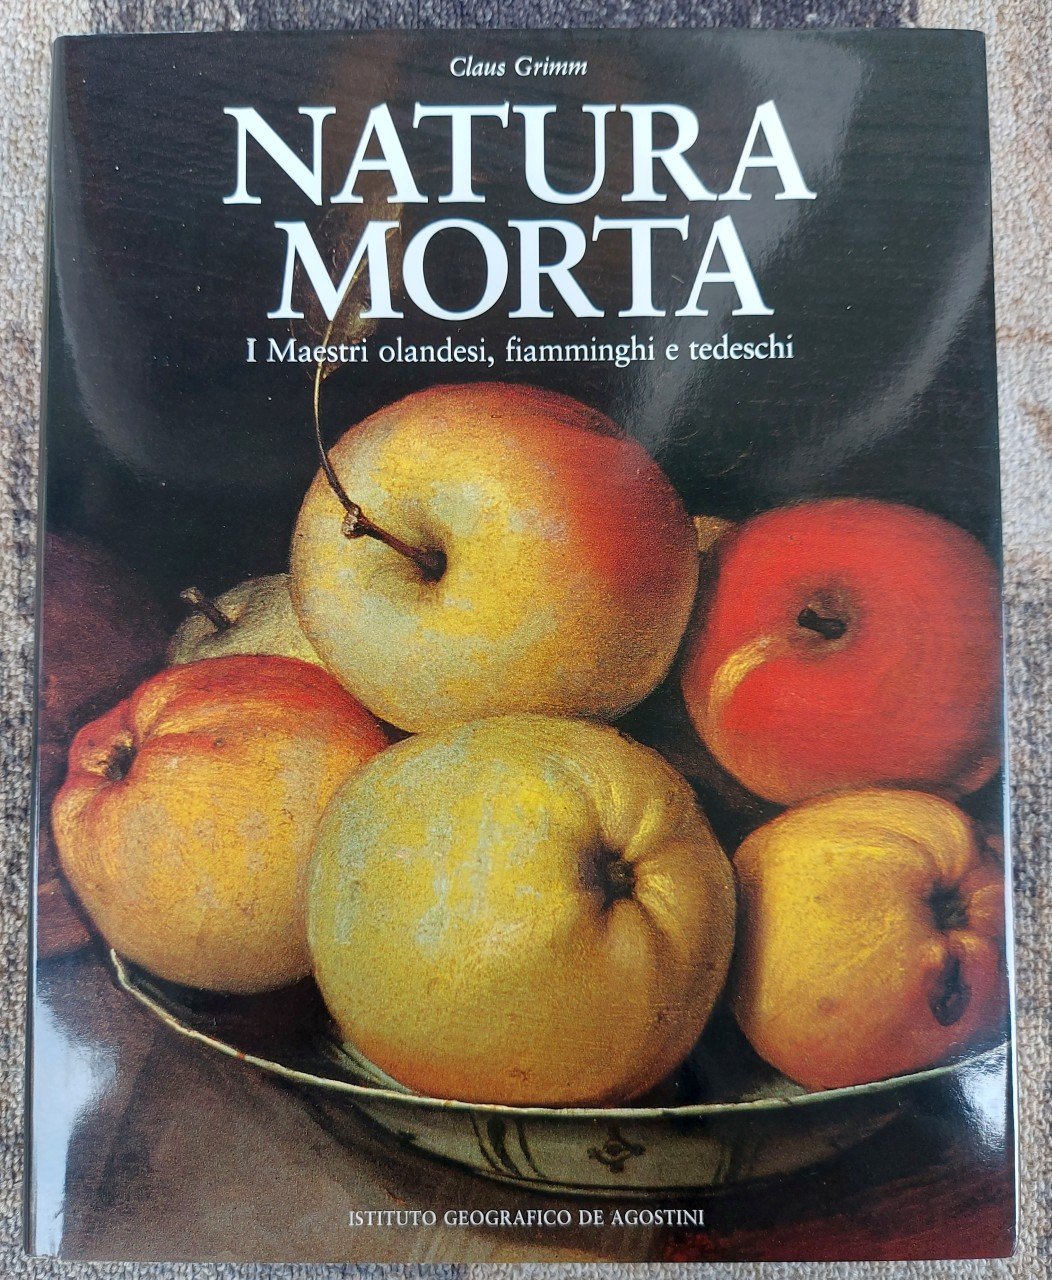 Claus Grimm
NATURA
MORTA
I Maestri olandesi, fiamminghi e tedeschi
ISTITUTO GEOGRAFICO DE AGOSTINI